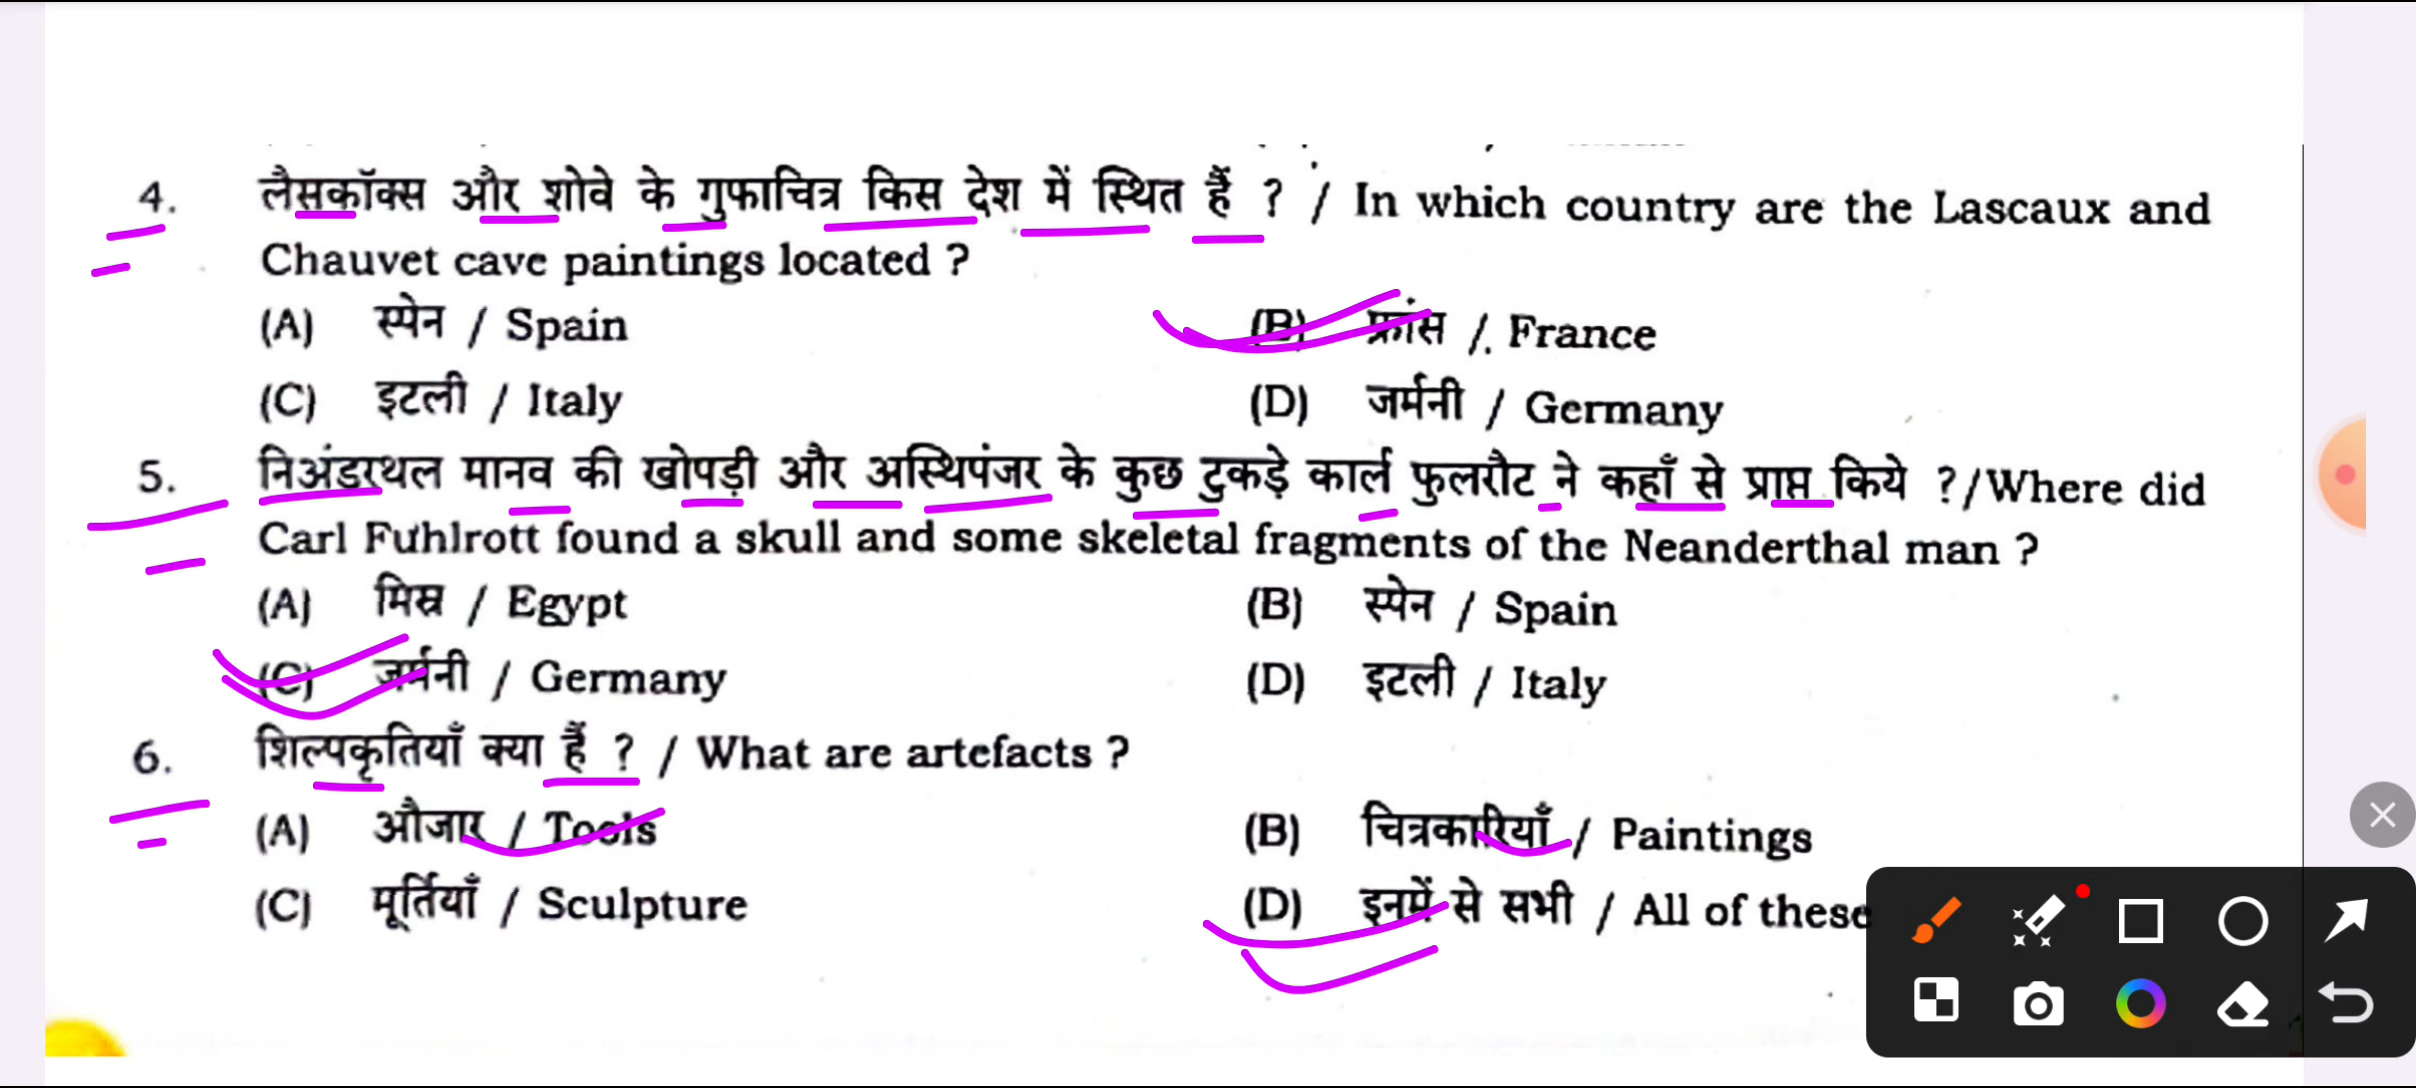 4. लैसकॉक्स और शोवे के गुफाचित्र किस देश में स्थित हैं ? / In which country are the Lascaux and
Chauvet cave paintings located ?
(A) स्पेन / Spain (B) फ्रांस / France
(C) इटली / Italy (D) जर्मनी / Germany
5. निअंडरथल मानव की खोपड़ी और अस्थिपंजर के कुछ टुकड़े कार्ल फुलरौट ने कहाँ से प्राप्त किये ?/Where did
Carl Fuhlrott found a skull and some skeletal fragments of the Neanderthal man ?
(A) मिस्र / Egypt (B) स्पेन / Spain
(C) जर्मनी / Germany (D) इटली / Italy
6. शिल्पकृतियाँ क्या हैं ? / What are artefacts ?
(A) औजार / Tools (B) चित्रकारियाँ / Paintings
(C) मूर्तियाँ / Sculpture (D) इनमें से सभी / All of these